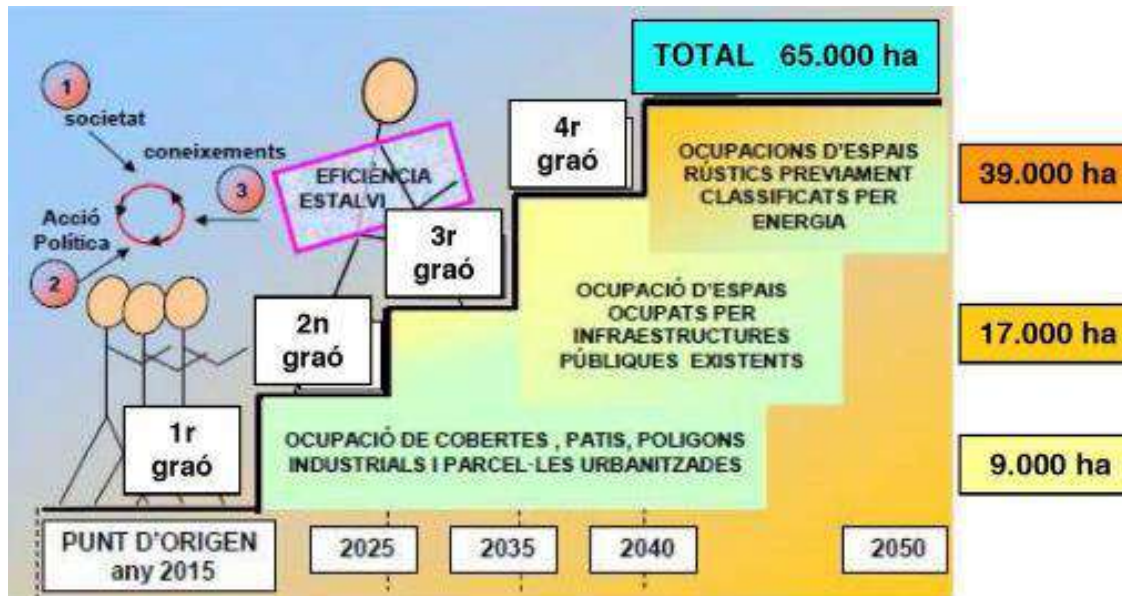 TOTAL 65.000 ha
1
societat
coneixements
3
Acció
Política
2
EFICIÈNCIA
ESTALVI
4r
graó
3r
graó
2n
graó
1r
graó
OCUPACIONS D'ESPAIS
RÚSTICS PREVIAMENT
CLASSIFICATS PER
ENERGIA
39.000 ha
OCUPACIÓ D'ESPAIS
OCUPATS PER
INFRAESTRUCTURES
PÚBLIQUES EXISTENTS
17.000 ha
OCUPACIÓ DE COBERTES , PATIS, POLIGONS
INDUSTRIALS I PARCEL·LES URBANITZADES
9.000 ha
PUNT D'ORIGEN
any 2015
2025
2035
2040
2050